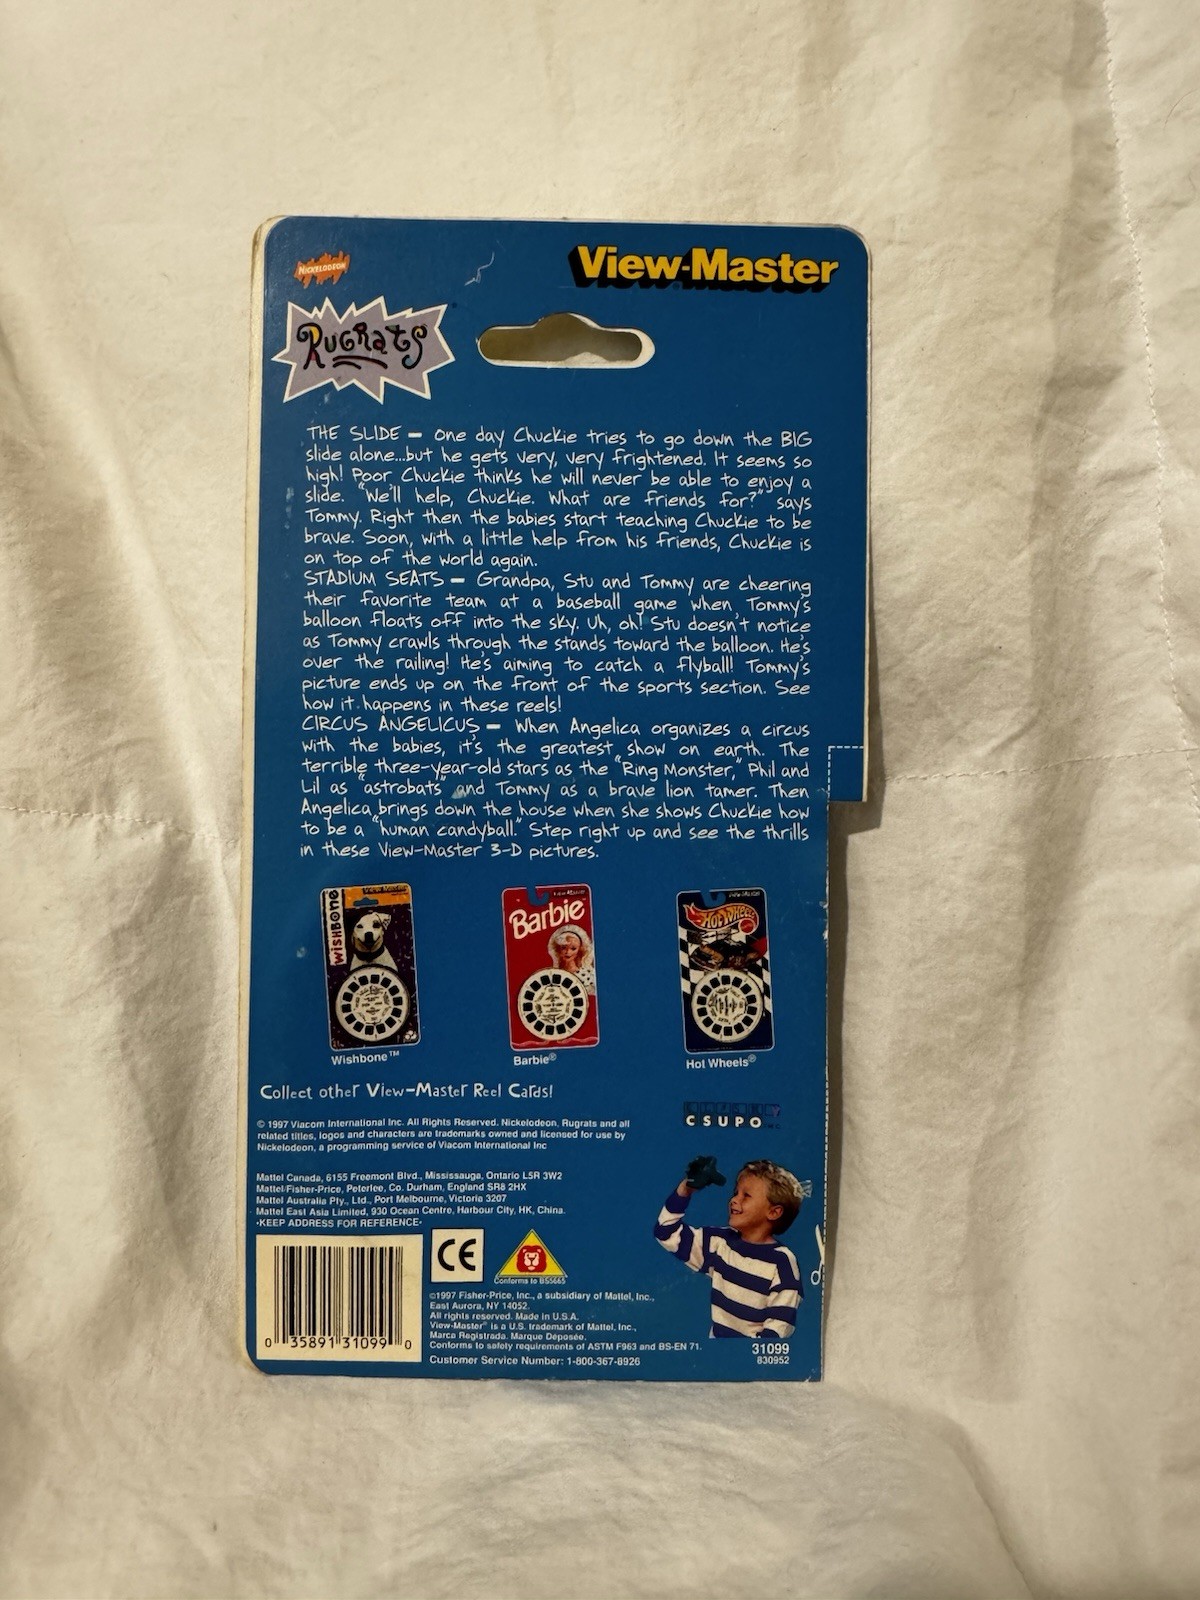 NICKELODEON
View-Master
RUGRATS
THE SLIDE – One day Chuckie tries to go down the BIG
slide alone...but he gets very, very frightened. It seems so
high! Poor Chuckie thinks he will never be able to enjoy a
slide. "We'll help, Chuckie. What are friends for?" says
Tommy. Right then the babies start teaching Chuckie to be
brave. Soon, with a little help from his friends, Chuckie is
on top of the world again.
STADIUM SEATS – Grandpa, Stu and Tommy are cheering
their favorite team at a baseball game when Tommy's
balloon floats off into the sky. Uh, oh! Stu doesn't notice
as Tommy crawls through the stands toward the balloon. He's
over the railing! He's aiming to catch a flyball! Tommy's
picture ends up on the front of the sports section. See
how it happens in these reels!
CIRCUS ANGELICUS – When Angelica organizes a circus
with the babies, it's the greatest show on earth. The
terrible three-year-old stars as the "Ring Monster," Phil and
Lil as "astrobats" and Tommy as a brave lion tamer. Then
Angelica brings down the house when she shows Chuckie how
to be a "human candyball." Step right up and see the thrills
in these View-Master 3-D pictures.
wishbone
Barbie
Hot Wheels
Wishbone™
Barbie®
Hot Wheels®
Collect other View-Master Reel Cards!
CSUPO
© 1997 Viacom International Inc. All Rights Reserved. Nickelodeon, Rugrats and all
related titles, logos and characters are trademarks owned and licensed for use by
Nickelodeon, a programming service of Viacom International Inc
Mattel Canada, 6155 Freemont Blvd., Mississauga, Ontario L5R 3W2
Mattel/Fisher-Price, Peterlee, Co. Durham, England SR8 2HX
Mattel Australia Pty., Ltd., Port Melbourne, Victoria 3207
Mattel East Asia Limited, 930 Ocean Centre, Harbour City, HK, China.
•KEEP ADDRESS FOR REFERENCE•
CE
Conforms to BS5665
©1997 Fisher-Price, Inc., a subsidiary of Mattel, Inc.,
East Aurora, NY 14052.
All rights reserved. Made in U.S.A.
View-Master® is a U.S. trademark of Mattel, Inc.,
Marca Registrada. Marque Déposée.
Conforms to safety requirements of ASTM F963 and BS-EN 71.
Customer Service Number: 1-800-367-8926
0 35891 31099 0
31099
830952